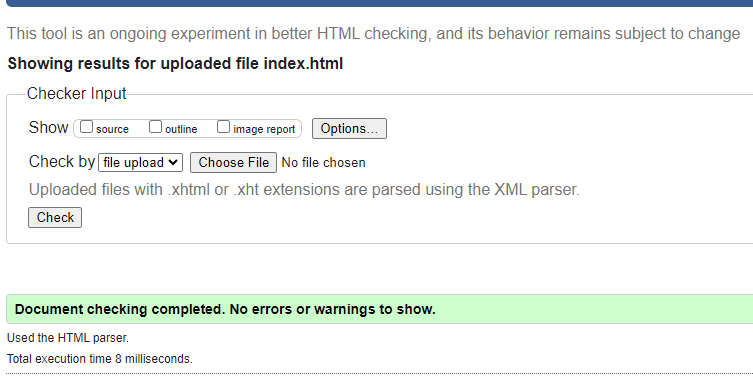 This tool is an ongoing experiment in better HTML checking, and its behavior remains subject to change
Showing results for uploaded file index.html
Checker Input
Show source outline image report Options...
Check by file upload Choose File No file chosen
Uploaded files with .xhtml or .xht extensions are parsed using the XML parser.
Check
Document checking completed. No errors or warnings to show.
Used the HTML parser.
Total execution time 8 milliseconds.